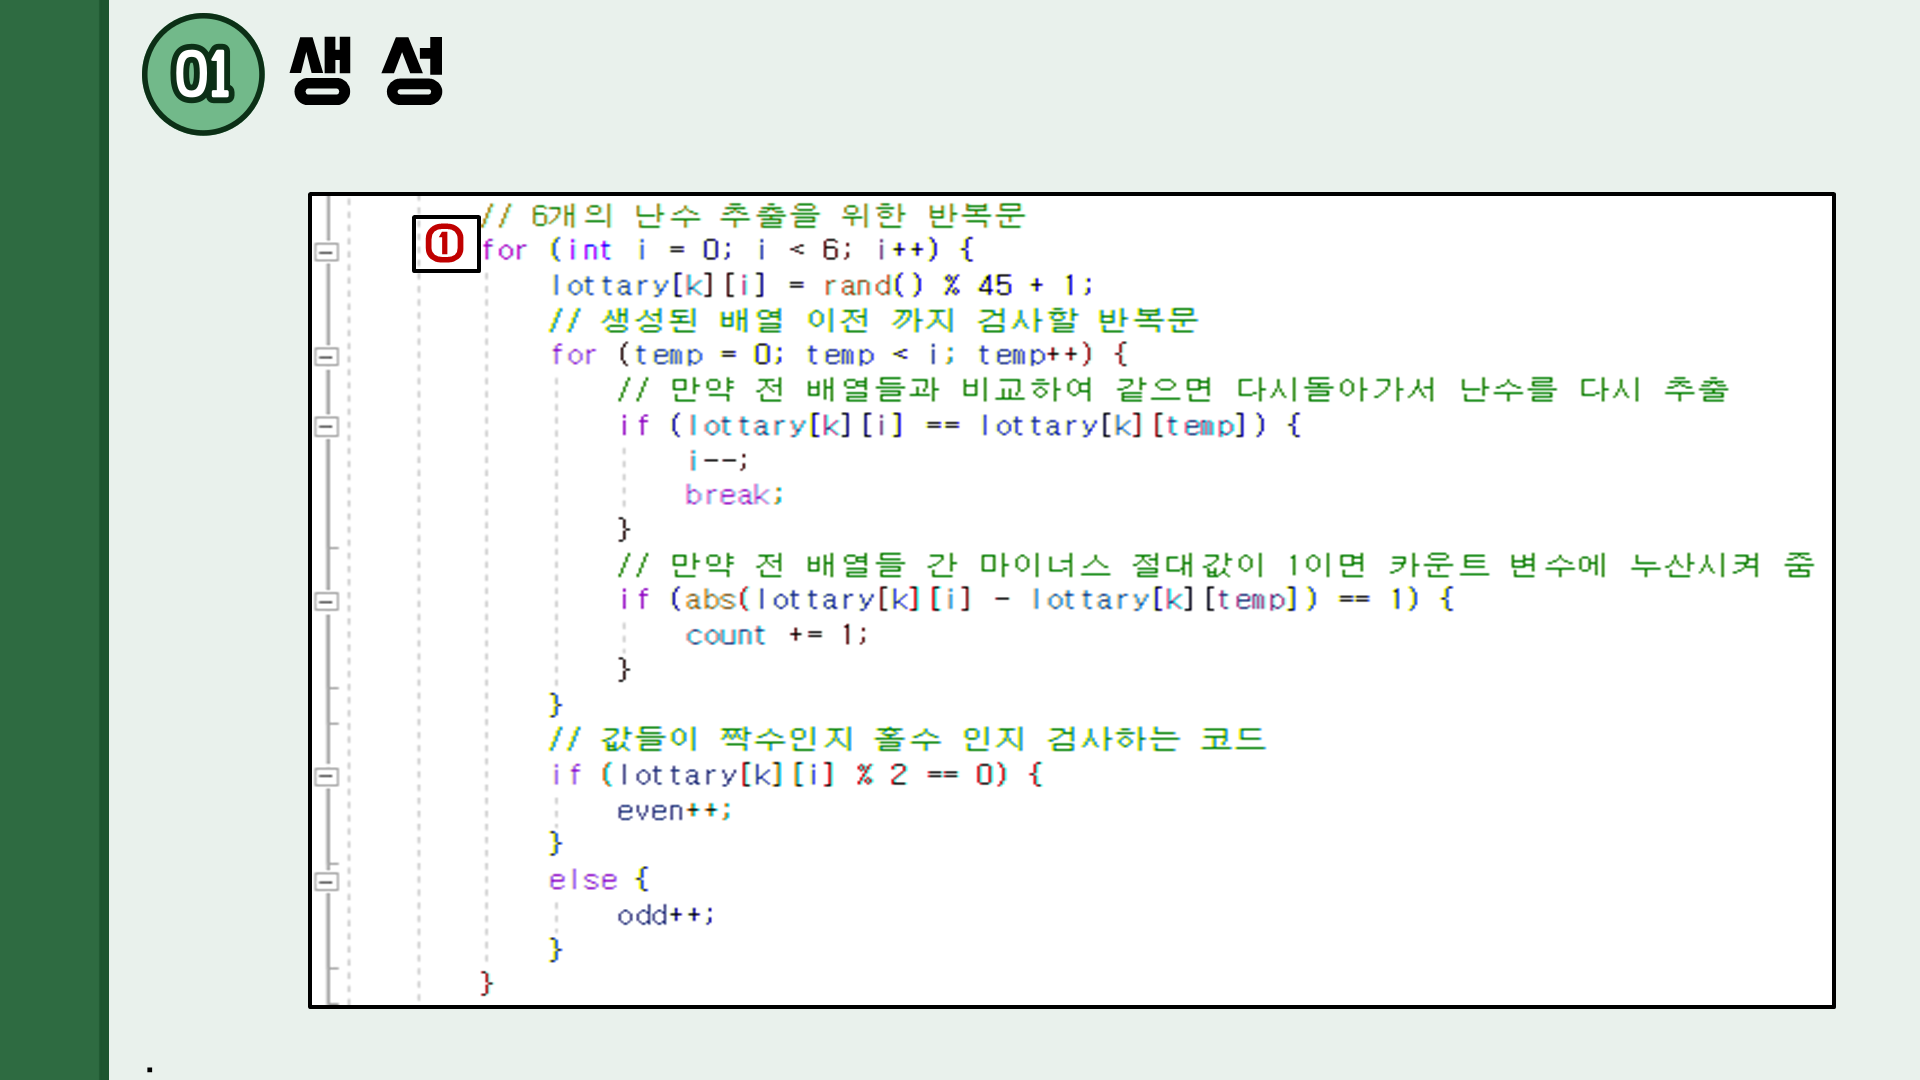 01 생 성
// 6개의 난수 추출을 위한 반복문
① for (int i = 0; i < 6; i++) {
lottary[k][i] = rand() % 45 + 1;
// 생성된 배열 이전 까지 검사할 반복문
for (temp = 0; temp < i; temp++) {
// 만약 전 배열들과 비교하여 같으면 다시돌아가서 난수를 다시 추출
if (lottary[k][i] == lottary[k][temp]) {
i--;
break;
}
// 만약 전 배열들 간 마이너스 절대값이 1이면 카운트 변수에 누산시켜 줌
if (abs(lottary[k][i] - lottary[k][temp]) == 1) {
count += 1;
}
}
// 값들이 짝수인지 홀수 인지 검사하는 코드
if (lottary[k][i] % 2 == 0) {
even++;
}
else {
odd++;
}
}
.